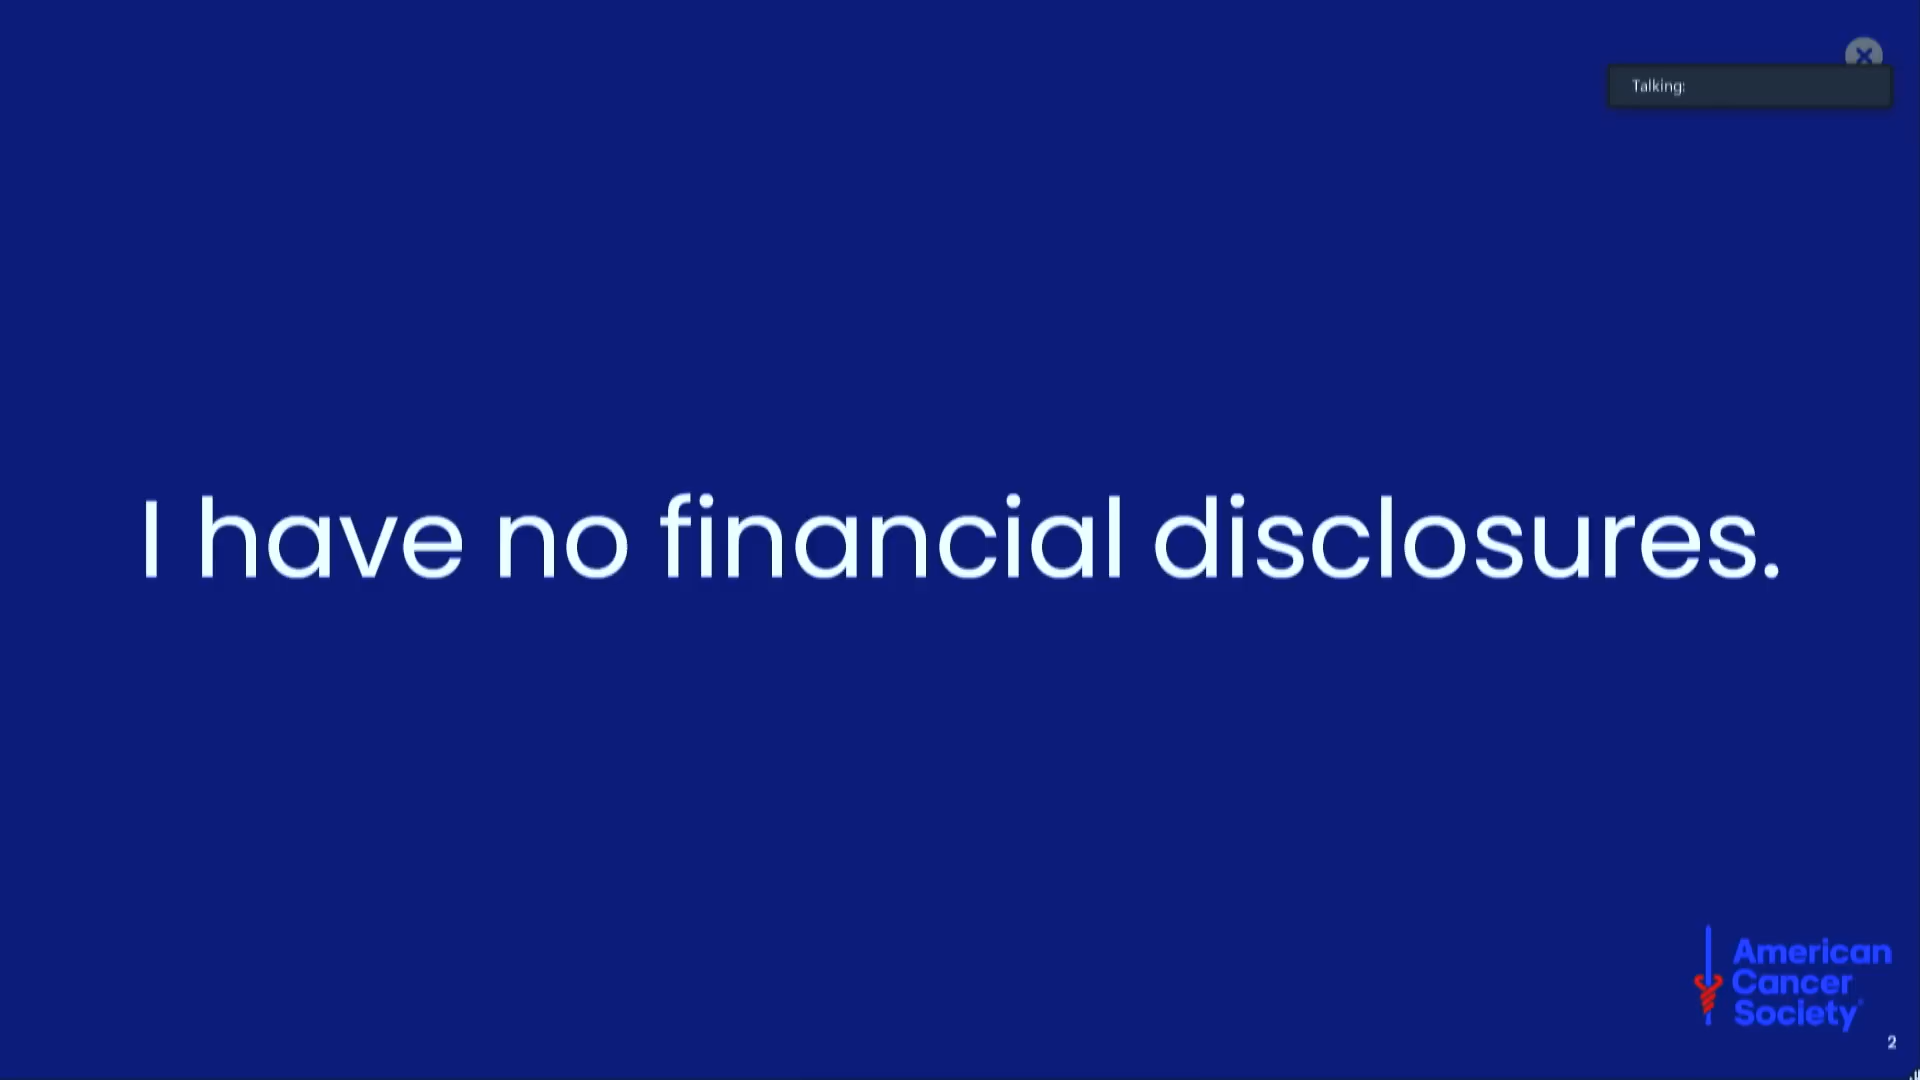 Talking:
I have no financial disclosures.
American
Cancer
Society®
2